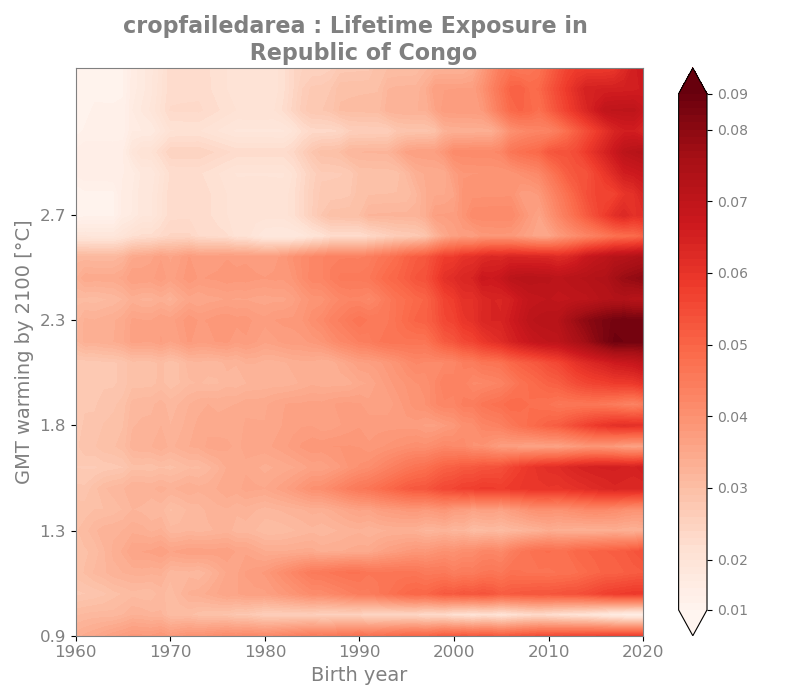 cropfailedarea : Lifetime Exposure in
Republic of Congo
GMT warming by 2100 [°C]
2.7
2.3
1.8
1.3
0.9
1960 1970 1980 1990 2000 2010 2020
Birth year
0.09
0.08
0.07
0.06
0.05
0.04
0.03
0.02
0.01